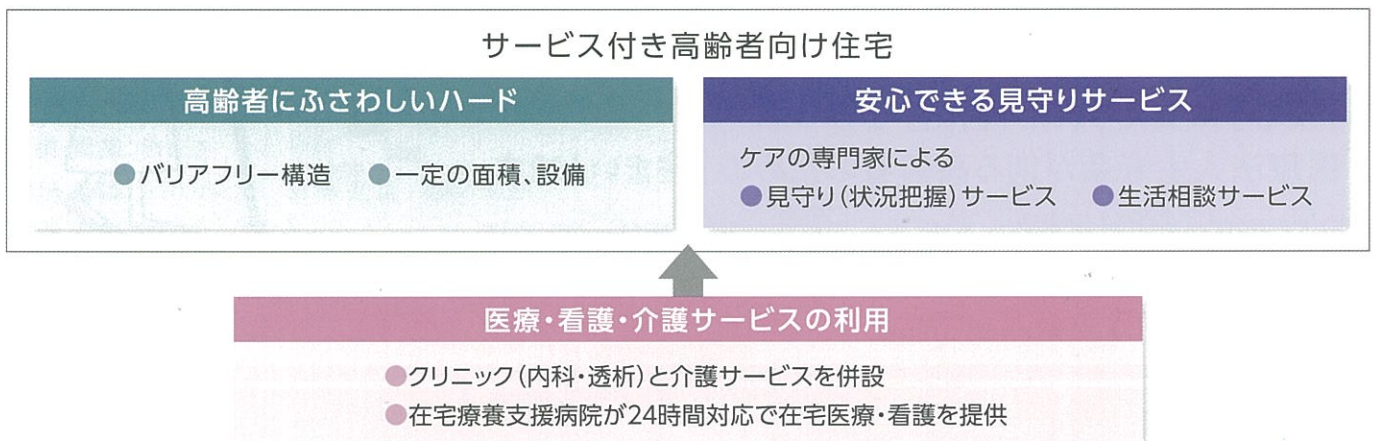 サービス付き高齢者向け住宅
高齢者にふさわしいハード
●バリアフリー構造 ●一定の面積、設備
安心できる見守りサービス
ケアの専門家による
●見守り(状況把握)サービス ●生活相談サービス
医療・看護・介護サービスの利用
●クリニック(内科・透析)と介護サービスを併設
●在宅療養支援病院が24時間対応で在宅医療・看護を提供